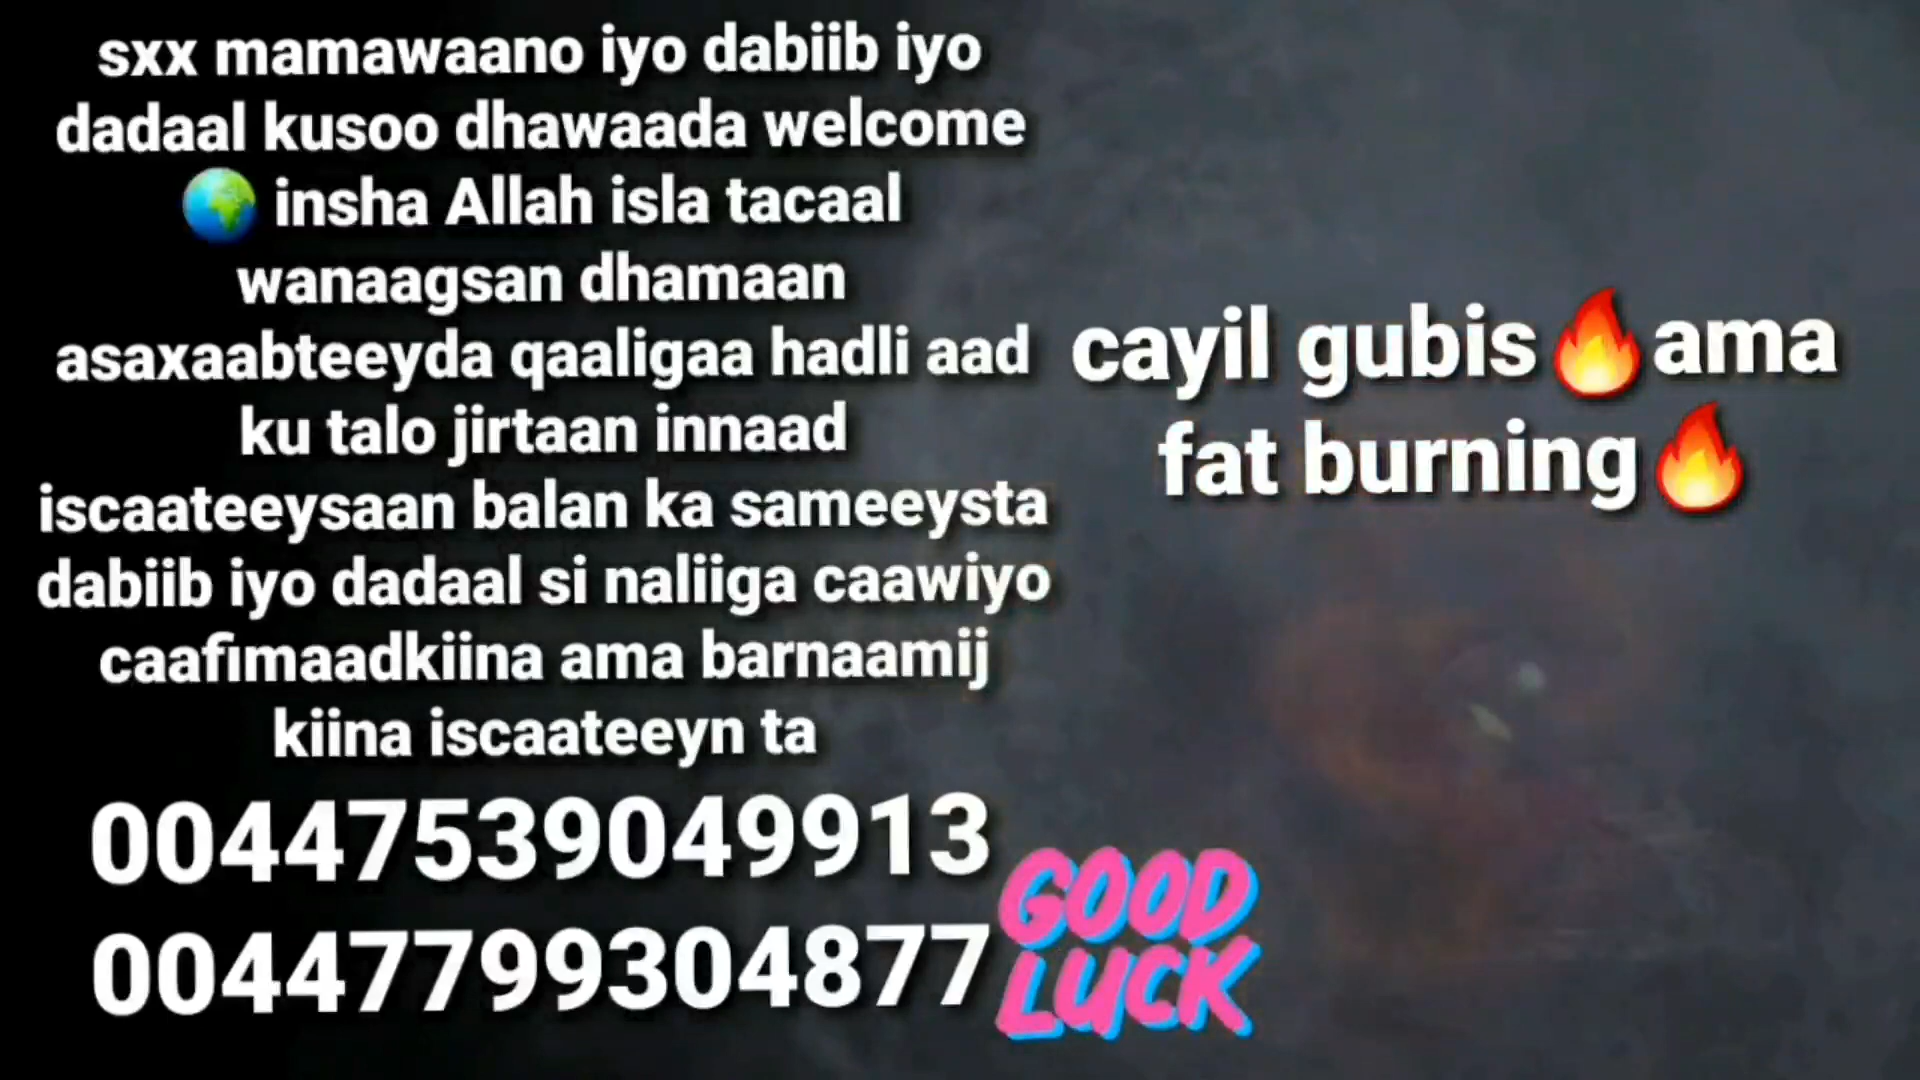 sxx mamawaano iyo dabiib iyo
dadaal kusoo dhawaada welcome
🌍 insha Allah isla tacaal
wanaagsan dhamaan
asaxaabteeyda qaaligaa hadli aad
ku talo jirtaan innaad
iscaateeysaan balan ka sameeysta
dabiib iyo dadaal si naliiga caawiyo
caafimaadkiina ama barnaamij
kiina iscaateeyn ta
00447539049913
00447799304877
cayil gubis🔥ama
fat burning🔥
GOOD
LUCK